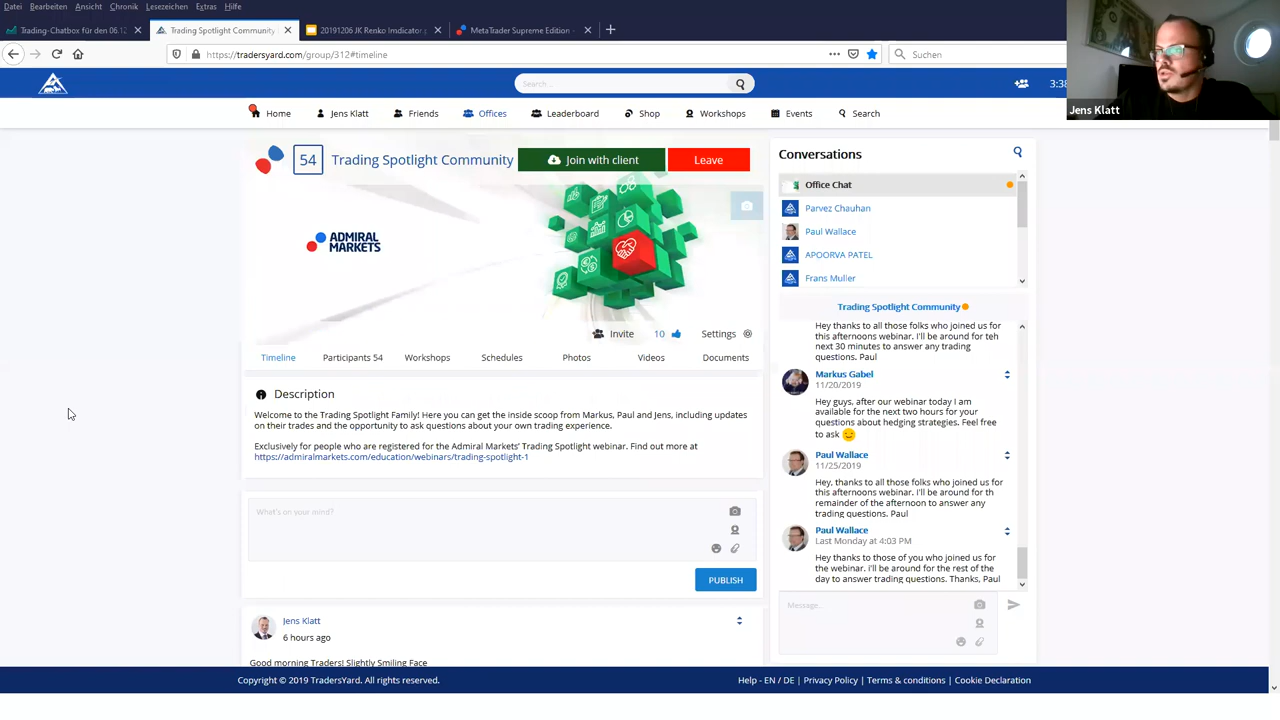 Datei Bearbeiten Ansicht Chronik Lesezeichen Extras Hilfe
Trading-Chatbox für den 06.12
Trading Spotlight Community
20191206 JK Renko Imdicator.p
MetaTrader Supreme Edition -
https://tradersyard.com/group/312#timeline
Suchen
Jens Klatt
Search...
3:38
Home Jens Klatt Friends Offices Leaderboard Shop Workshops Events Search
54 Trading Spotlight Community Join with client Leave
ADMIRAL
MARKETS
Invite 10 Settings
Timeline Participants 54 Workshops Schedules Photos Videos Documents
Description
Welcome to the Trading Spotlight Family! Here you can get the inside scoop from Markus, Paul and Jens, including updates
on their trades and the opportunity to ask questions about your own trading experience.
Exclusively for people who are registered for the Admiral Markets' Trading Spotlight webinar. Find out more at
https://admiralmarkets.com/education/webinars/trading-spotlight-1
What's on your mind?
PUBLISH
Jens Klatt
6 hours ago
Good morning Traders! Slightly Smiling Face
Conversations
Office Chat
Parvez Chauhan
Paul Wallace
APOORVA PATEL
Frans Muller
Trading Spotlight Community
Hey thanks to all those folks who joined us for
this afternoons webinar. I'll be around for teh
next 30 minutes to answer any trading
questions. Paul
Markus Gabel
11/20/2019
Hey guys, after our webinar today I am
available for the next two hours for your
questions about hedging strategies. Feel free
to ask
Paul Wallace
11/25/2019
Hey, thanks to all those folks who joined us for
this afternoons webinar. I'll be around for th
remainder of the afternoon to answer any
trading questions. Paul
Paul Wallace
Last Monday at 4:03 PM
Hey thanks to those of you who joined us for
the webinar. i'll be around for the rest of the
day to answer trading questions. Thanks, Paul
Message...
Copyright © 2019 TradersYard. All rights reserved.
Help - EN / DE | Privacy Policy | Terms & conditions | Cookie Declaration